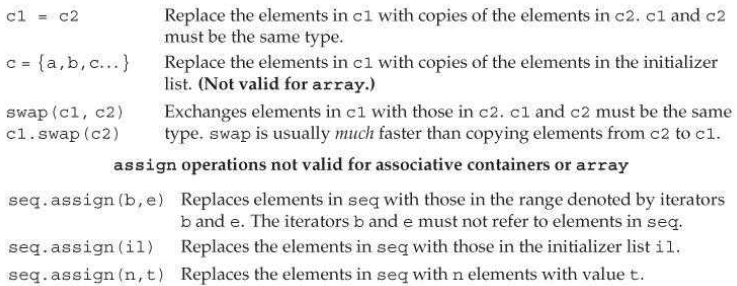 c1 = c2 Replace the elements in c1 with copies of the elements in c2. c1 and c2
must be the same type.
c = {a,b,c...} Replace the elements in c1 with copies of the elements in the initializer
list. (Not valid for array.)
swap(c1, c2) Exchanges elements in c1 with those in c2. c1 and c2 must be the same
c1.swap(c2) type. swap is usually much faster than copying elements from c2 to c1.
assign operations not valid for associative containers or array
seq.assign(b,e) Replaces elements in seq with those in the range denoted by iterators
b and e. The iterators b and e must not refer to elements in seq.
seq.assign(il) Replaces the elements in seq with those in the initializer list il.
seq.assign(n,t) Replaces the elements in seq with n elements with value t.